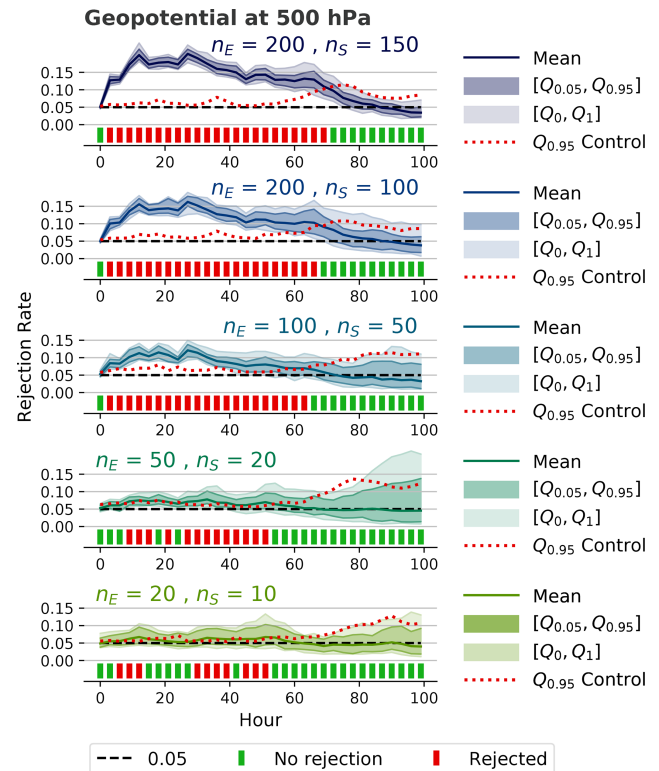 Geopotential at 500 hPa
n_E = 200 , n_S = 150
0.15
0.10
0.05
0.00
0 20 40 60 80 100
Mean
[Q_0.05, Q_0.95]
[Q_0, Q_1]
Q_0.95 Control
n_E = 200 , n_S = 100
0.15
0.10
0.05
0.00
0 20 40 60 80 100
Mean
[Q_0.05, Q_0.95]
[Q_0, Q_1]
Q_0.95 Control
Rejection Rate
n_E = 100 , n_S = 50
0.15
0.10
0.05
0.00
0 20 40 60 80 100
Mean
[Q_0.05, Q_0.95]
[Q_0, Q_1]
Q_0.95 Control
n_E = 50 , n_S = 20
0.15
0.10
0.05
0.00
0 20 40 60 80 100
Mean
[Q_0.05, Q_0.95]
[Q_0, Q_1]
Q_0.95 Control
n_E = 20 , n_S = 10
0.15
0.10
0.05
0.00
0 20 40 60 80 100
Mean
[Q_0.05, Q_0.95]
[Q_0, Q_1]
Q_0.95 Control
Hour
0.05 No rejection Rejected